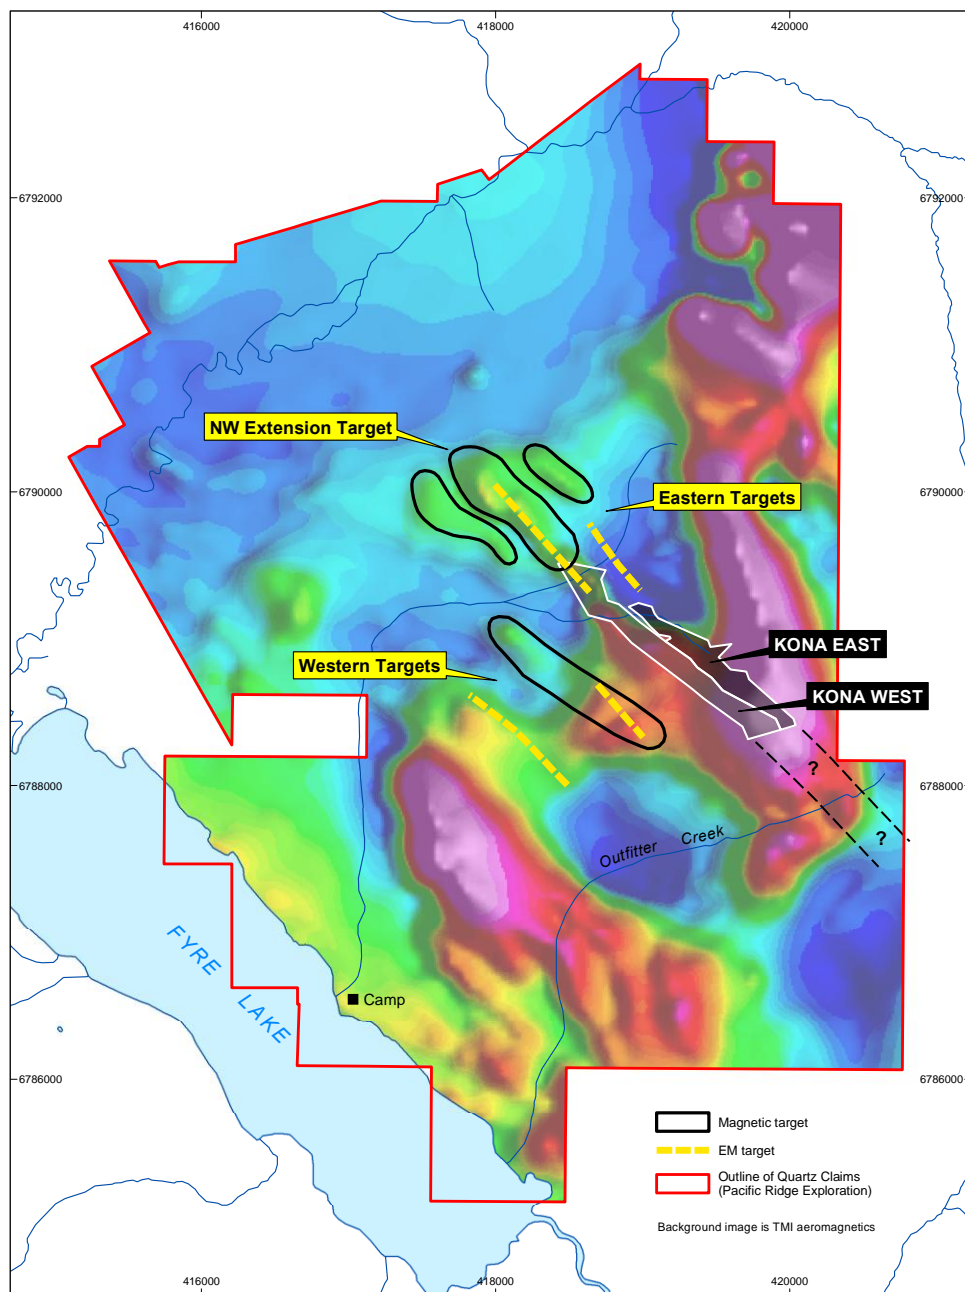 416000
418000
420000
6792000
6792000
NW Extension Target
6790000
Eastern Targets
6790000
KONA EAST
Western Targets
KONA WEST
?
6788000
6788000
Outfitter Creek
?
FYRE LAKE
Camp
6786000
6786000
Magnetic target
EM target
Outline of Quartz Claims
(Pacific Ridge Exploration)
Background image is TMI aeromagnetics
416000
418000
420000